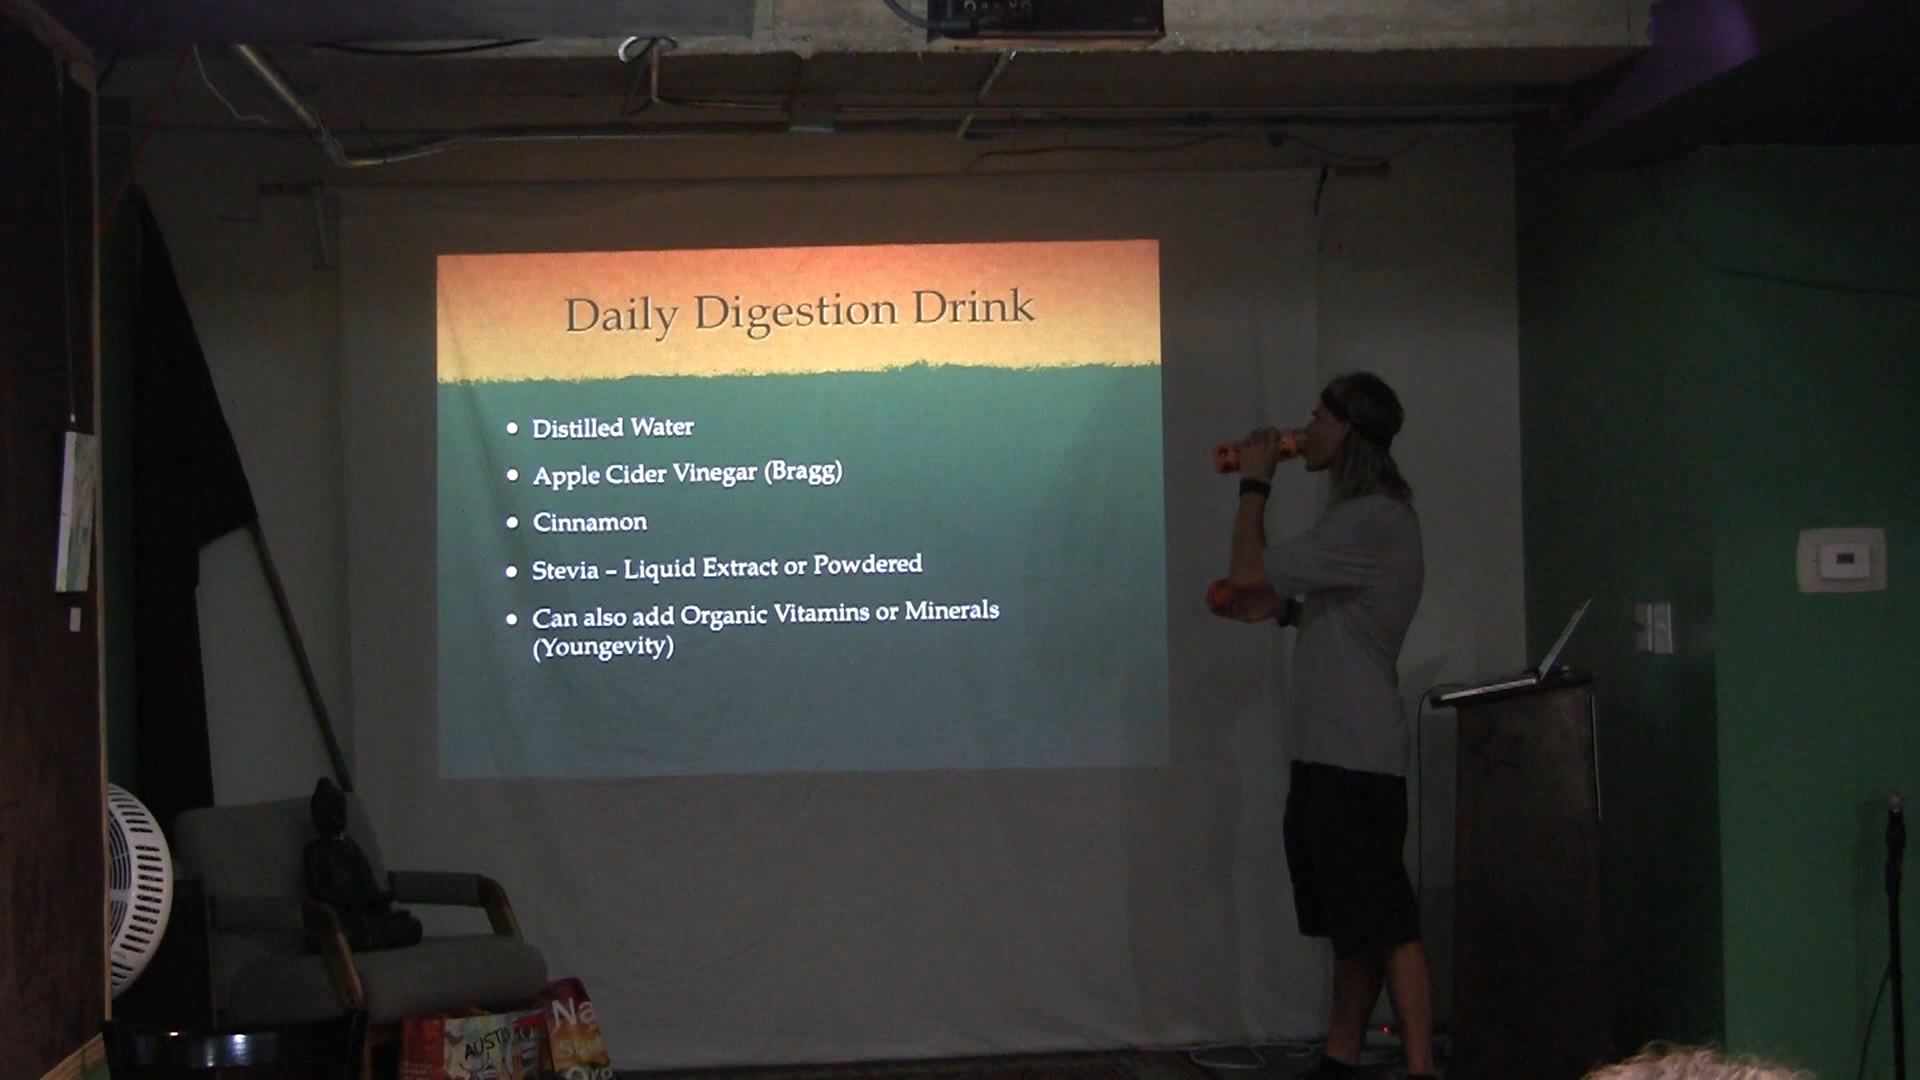 Daily Digestion Drink
• Distilled Water
• Apple Cider Vinegar (Bragg)
• Cinnamon
• Stevia – Liquid Extract or Powdered
• Can also add Organic Vitamins or Minerals
(Youngevity)
Na